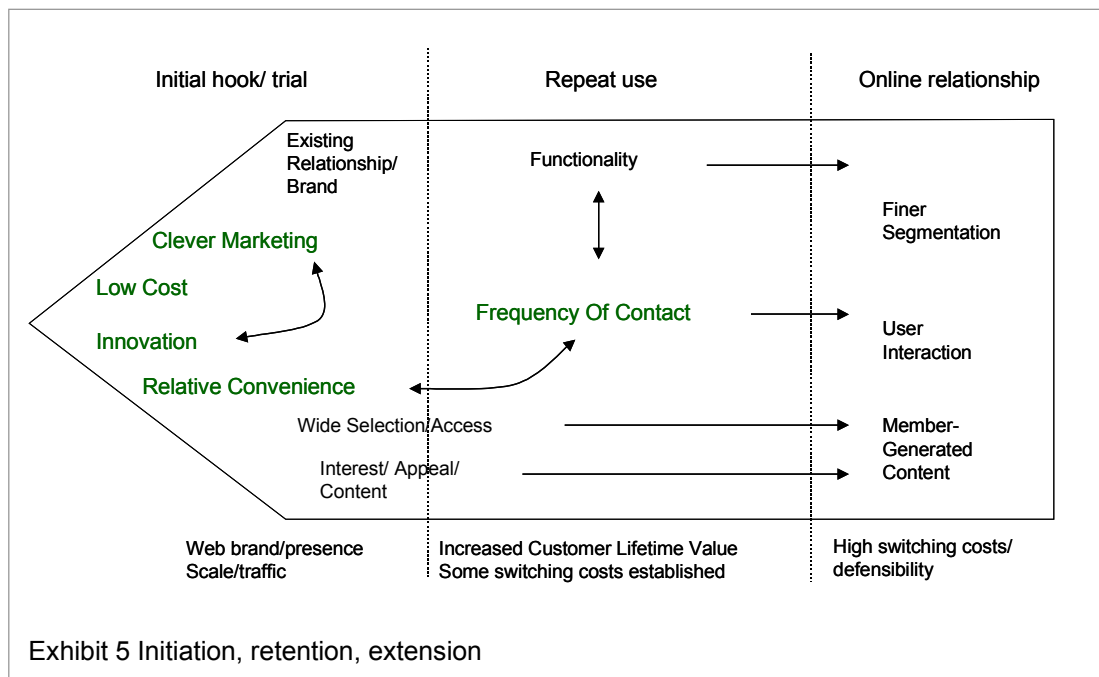 Initial hook/ trial
Repeat use
Online relationship
Existing
Relationship/
Brand
Clever Marketing
Low Cost
Innovation
Relative Convenience
Wide Selection/Access
Interest/ Appeal/
Content
Functionality
Frequency Of Contact
Finer
Segmentation
User
Interaction
Member-
Generated
Content
Web brand/presence
Scale/traffic
Increased Customer Lifetime Value
Some switching costs established
High switching costs/
defensibility
Exhibit 5 Initiation, retention, extension